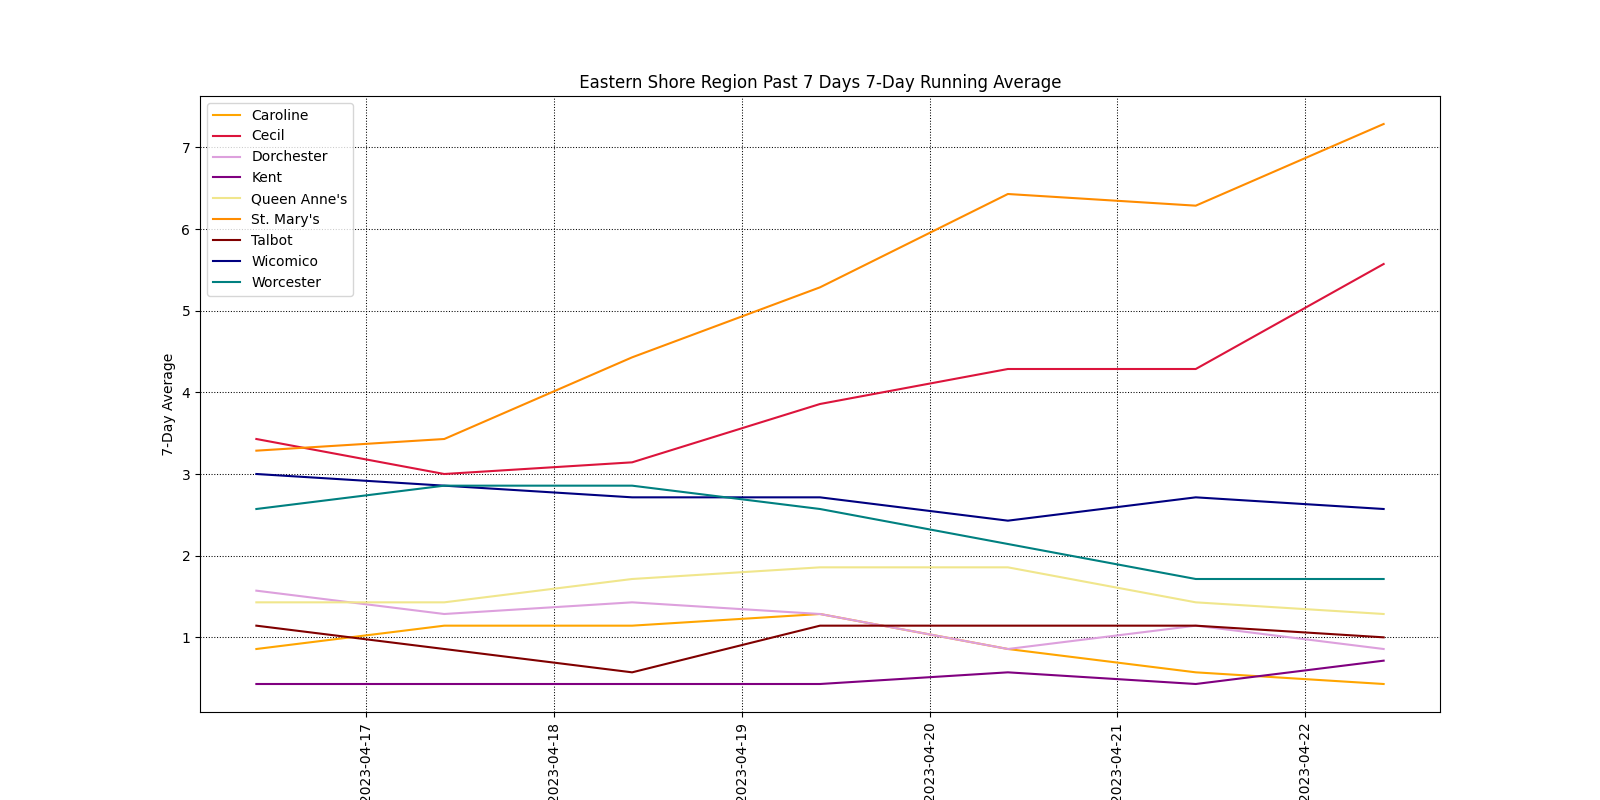 Eastern Shore Region Past 7 Days 7-Day Running Average
Caroline
Cecil
Dorchester
Kent
Queen Anne's
St. Mary's
Talbot
Wicomico
Worcester
7
6
5
4
3
2
1
7-Day Average
2023-04-17
2023-04-18
2023-04-19
2023-04-20
2023-04-21
2023-04-22